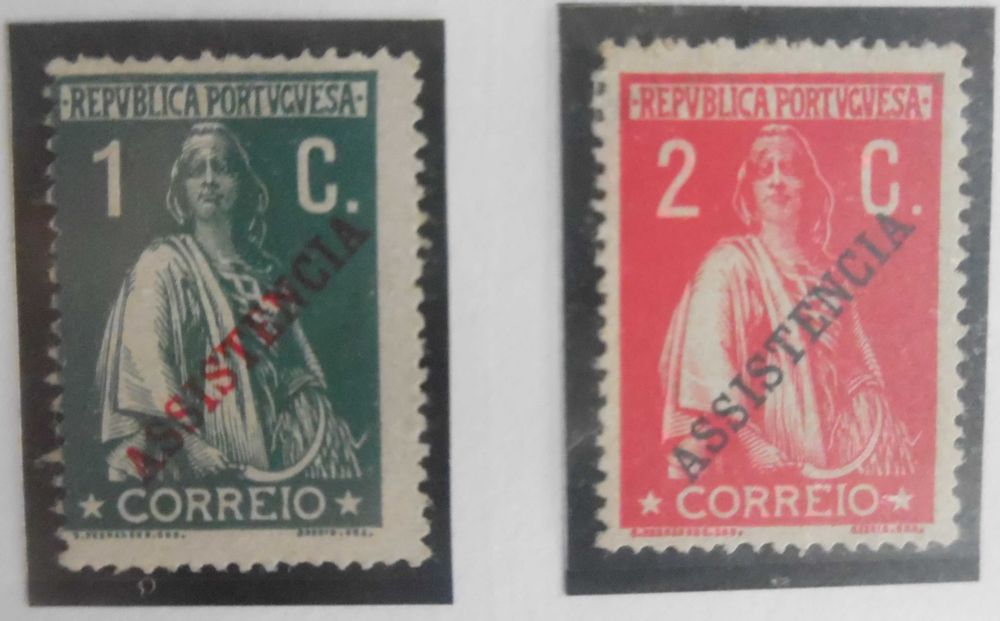 ·REPVBLICA PORTVGVESA·
1 C.
ASSISTENCIA
CORREIO
·REPVBLICA PORTVGVESA·
2 C.
ASSISTENCIA
CORREIO